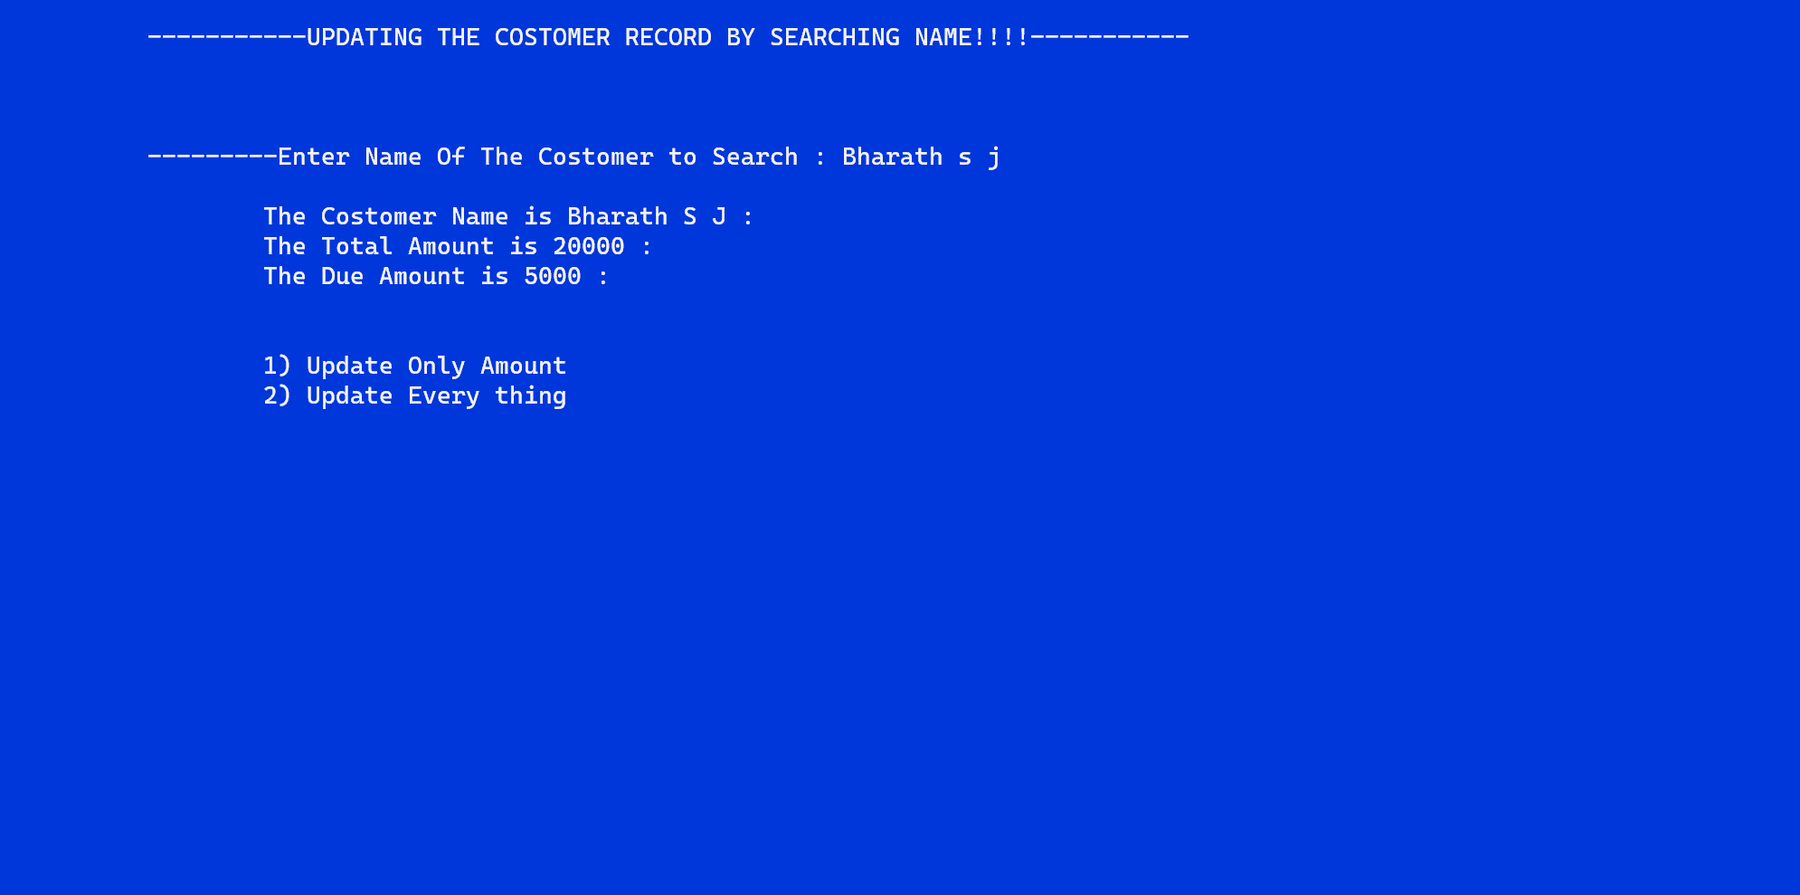 -----------UPDATING THE COSTOMER RECORD BY SEARCHING NAME!!!!-----------
---------Enter Name Of The Costomer to Search : Bharath s j
The Costomer Name is Bharath S J :
The Total Amount is 20000 :
The Due Amount is 5000 :
1) Update Only Amount
2) Update Every thing